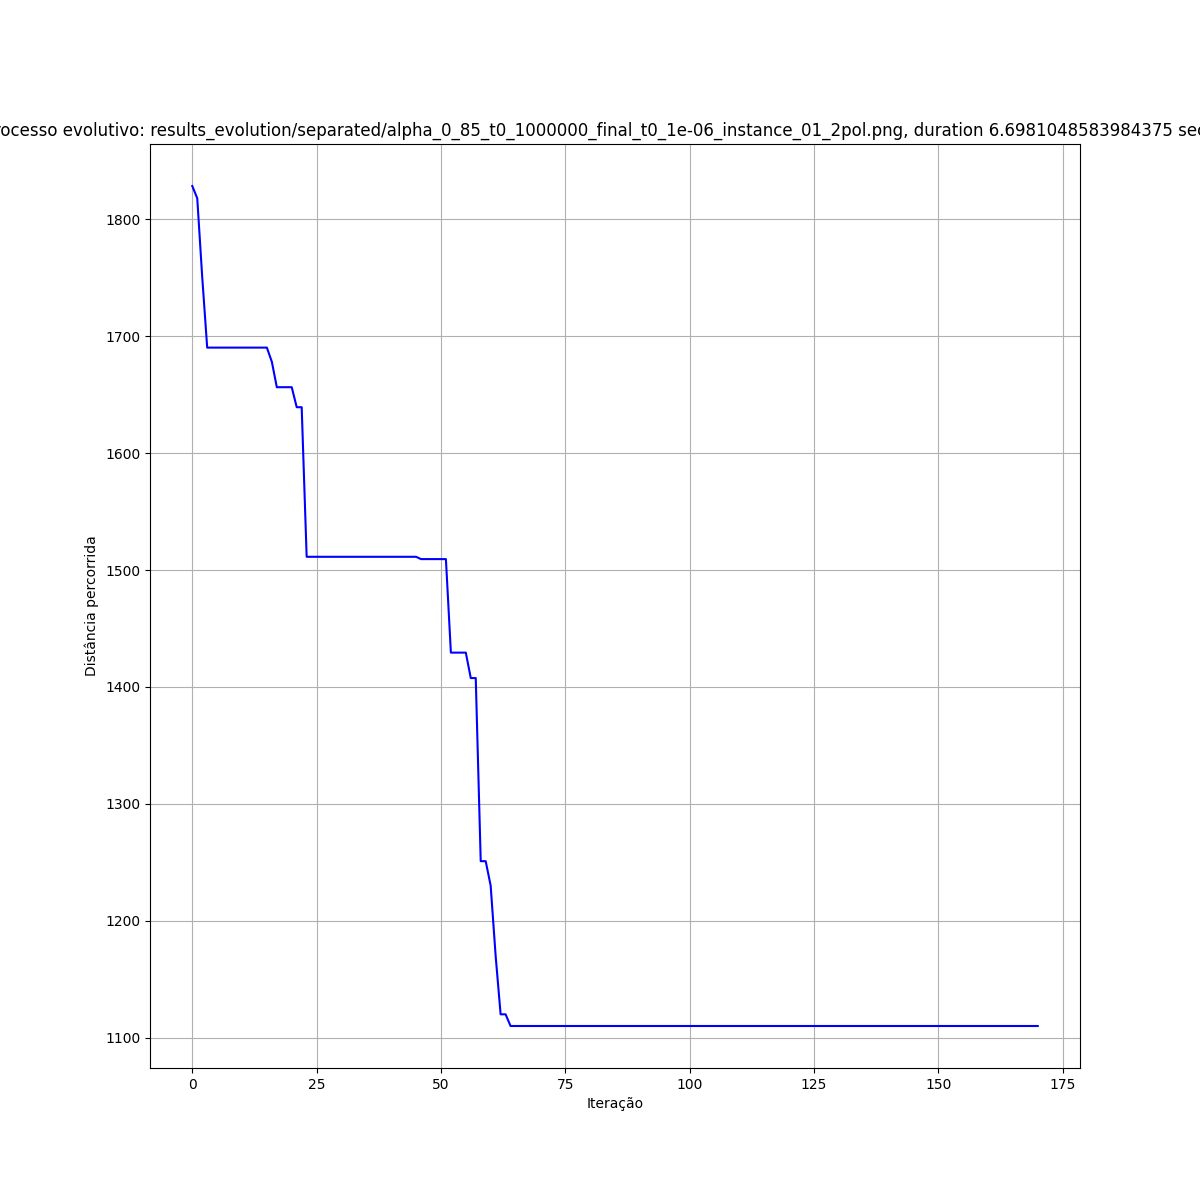 ocesso evolutivo: results_evolution/separated/alpha_0_85_t0_1000000_final_t0_1e-06_instance_01_2pol.png, duration 6.6981048583984375 sec
1800
1700
1600
1500
1400
1300
1200
1100
Distância percorrida
0 25 50 75 100 125 150 175
Iteração